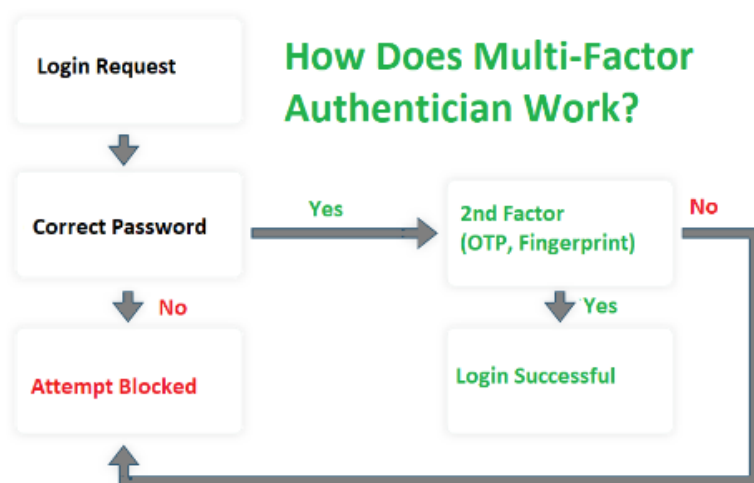 Login Request
How Does Multi-Factor
Authentician Work?
Correct Password
Yes
2nd Factor
(OTP, Fingerprint)
No
No
Yes
Attempt Blocked
Login Successful